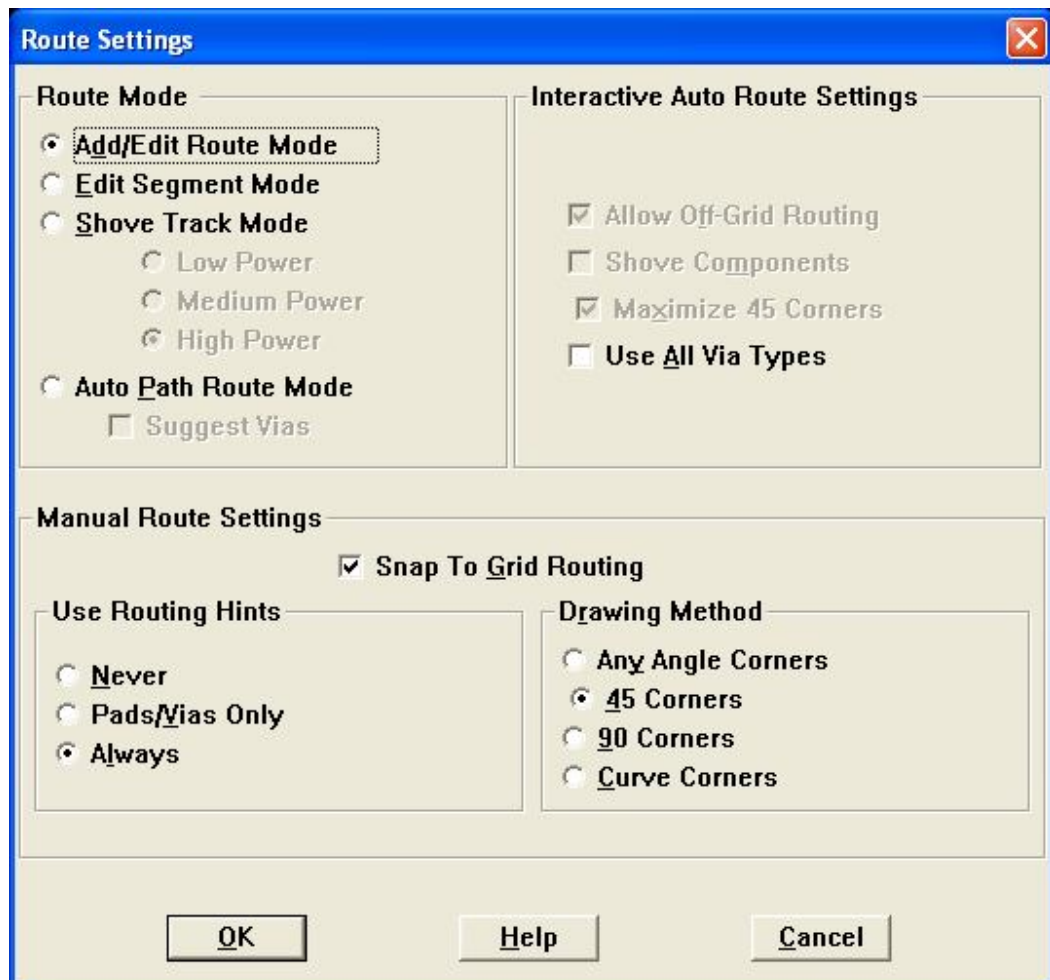 Route Settings
Route Mode
Add/Edit Route Mode
Edit Segment Mode
Shove Track Mode
Low Power
Medium Power
High Power
Auto Path Route Mode
Suggest Vias
Interactive Auto Route Settings
Allow Off-Grid Routing
Shove Components
Maximize 45 Corners
Use All Via Types
Manual Route Settings
Snap To Grid Routing
Use Routing Hints
Never
Pads/Vias Only
Always
Drawing Method
Any Angle Corners
45 Corners
90 Corners
Curve Corners
OK
Help
Cancel